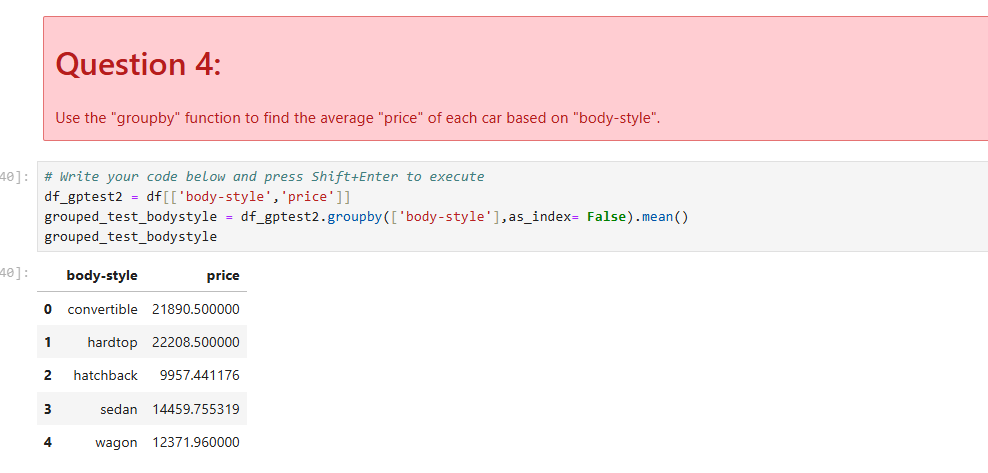 Question 4:
Use the "groupby" function to find the average "price" of each car based on "body-style".
40]:
# Write your code below and press Shift+Enter to execute
df_gptest2 = df[['body-style','price']]
grouped_test_bodystyle = df_gptest2.groupby(['body-style'],as_index= False).mean()
grouped_test_bodystyle
40]:
body-style price
0 convertible 21890.500000
1 hardtop 22208.500000
2 hatchback 9957.441176
3 sedan 14459.755319
4 wagon 12371.960000